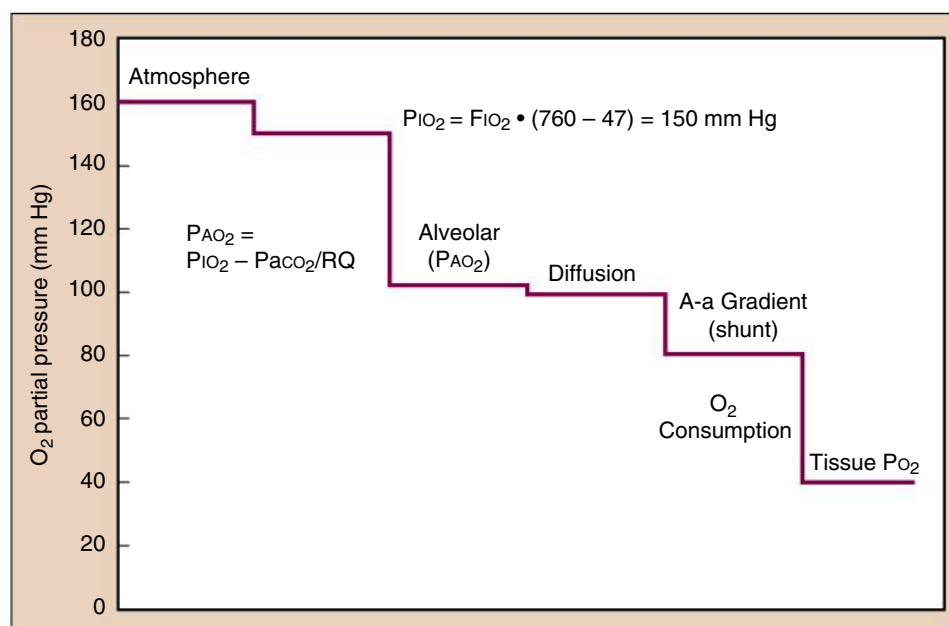 180
160
140
120
100
80
60
40
20
0
O2 partial pressure (mm Hg)
Atmosphere
PIO2 = FIO2 • (760 – 47) = 150 mm Hg
PAO2 =
PIO2 – PaCO2/RQ
Alveolar
(PAO2)
Diffusion
A-a Gradient
(shunt)
O2
Consumption
Tissue PO2